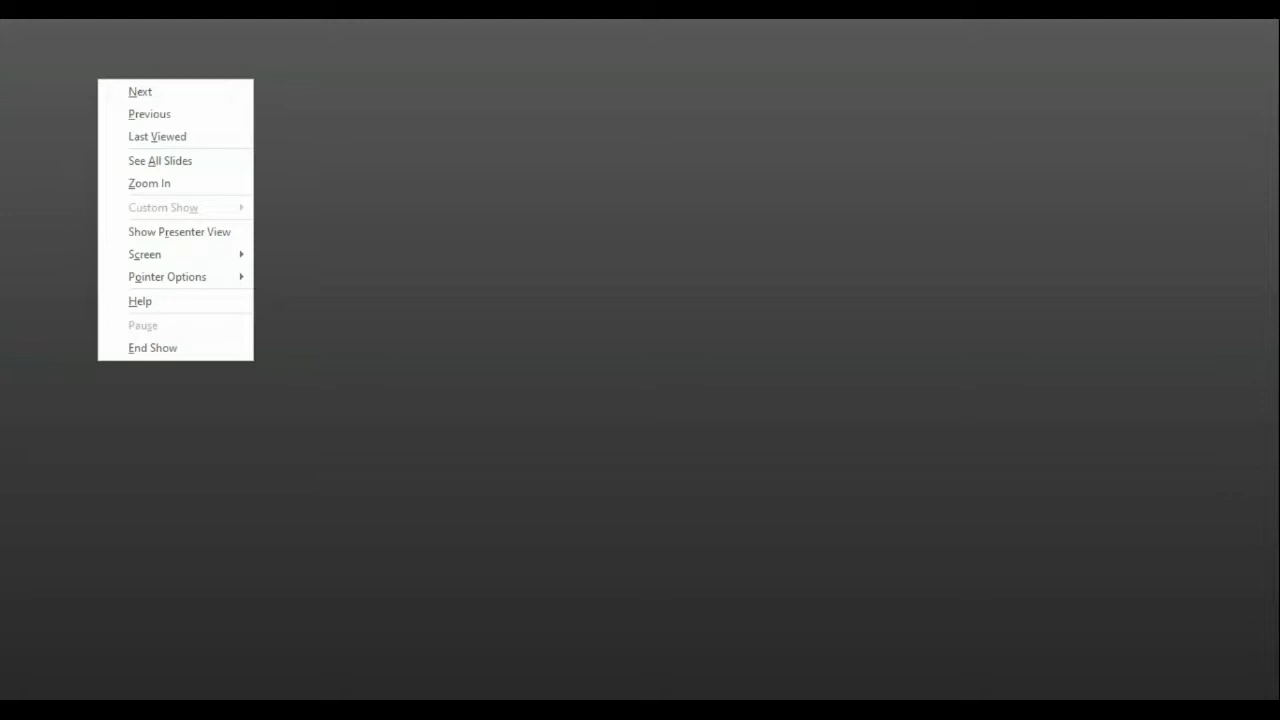 Next
Previous
Last Viewed
See All Slides
Zoom In
Custom Show
Show Presenter View
Screen
Pointer Options
Help
Pause
End Show